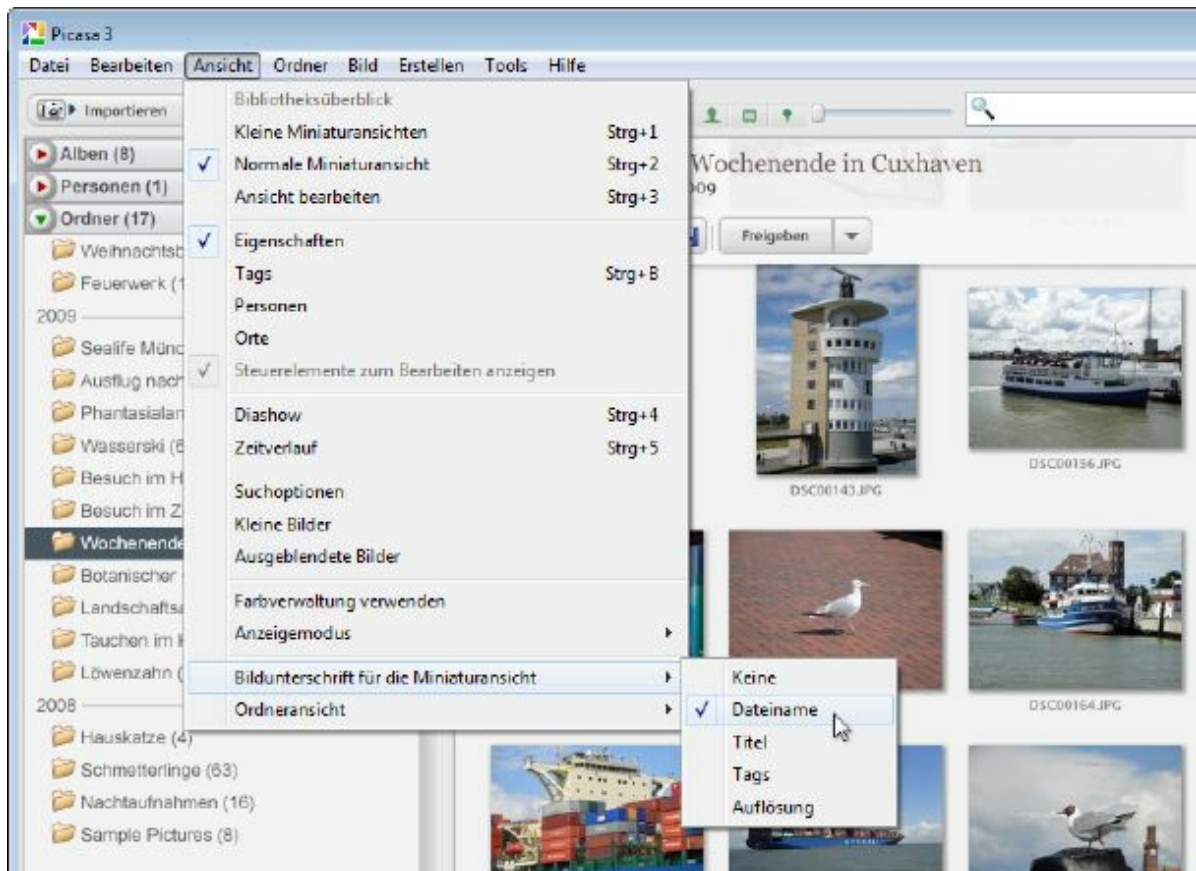 Picasa 3
Datei Bearbeiten Ansicht Ordner Bild Erstellen Tools Hilfe
Importieren
Alben (8)
Personen (1)
Ordner (17)
Weihnachtsb
Feuerwerk (1
2009
Sealife Münc
Ausflug nach
Phantasialan
Wasserski (6
Besuch im H
Besuch im Z
Wochenende
Botanischer
Landschaftsa
Tauchen im
Löwenzahn (
2008
Hauskatze (4)
Schmetterlinge (63)
Nachtaufnahmen (16)
Sample Pictures (8)
Bibliotheksüberblick
Kleine Miniaturansichten Strg+1
Normale Miniaturansicht Strg+2
Ansicht bearbeiten Strg+3
Eigenschaften
Tags Strg+B
Personen
Orte
Steuerelemente zum Bearbeiten anzeigen
Diashow Strg+4
Zeitverlauf Strg+5
Suchoptionen
Kleine Bilder
Ausgeblendete Bilder
Farbverwaltung verwenden
Anzeigemodus
Bildunterschrift für die Miniaturansicht
Ordneransicht
Keine
Dateiname
Titel
Tags
Auflösung
Wochenende in Cuxhaven
009
Freigeben
DSC00143.JPG
DSC00156.JPG
DSC00164.JPG